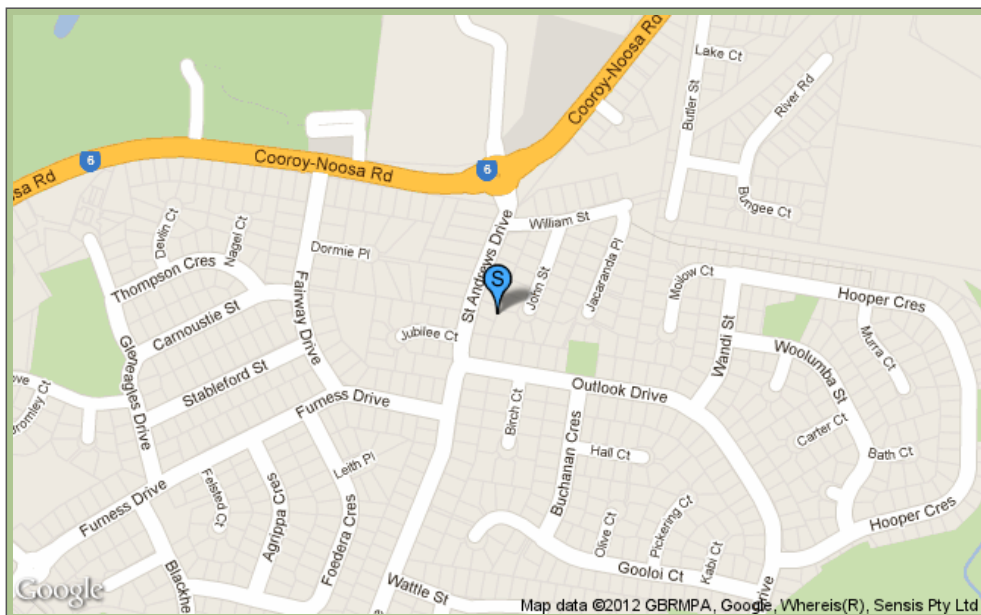 Lake Ct
River Rd
Butler St
Cooroy-Noosa Rd
Cooroy-Noosa Rd
6
6
sa Rd
Bungee Ct
William St
Devlin Ct
Nagel Ct
Dormie Pl
St Andrews Drive
Jacaranda Pl
John St
S
Thompson Cres
Fairway Drive
Hooper Cres
Carnoustie St
Jubilee Ct
Wandi St
Woolumba St
Murra Ct
Gleneagles Drive
Stableford St
Outlook Drive
ove
Bromley Ct
Furness Drive
Birch Ct
Buchanan Cres
Hall Ct
Carter Ct
Bath Ct
Leith Pl
Felsted Ct
Agrippa Cres
Foedera Cres
Furness Drive
Olive Ct
Pickering Ct
Kabi Ct
Hooper Cres
Gooloi Ct
Wattle St
Blackhe
Drive
Google
Map data ©2012 GBRMPA, Google, Whereis(R), Sensis Pty Ltd